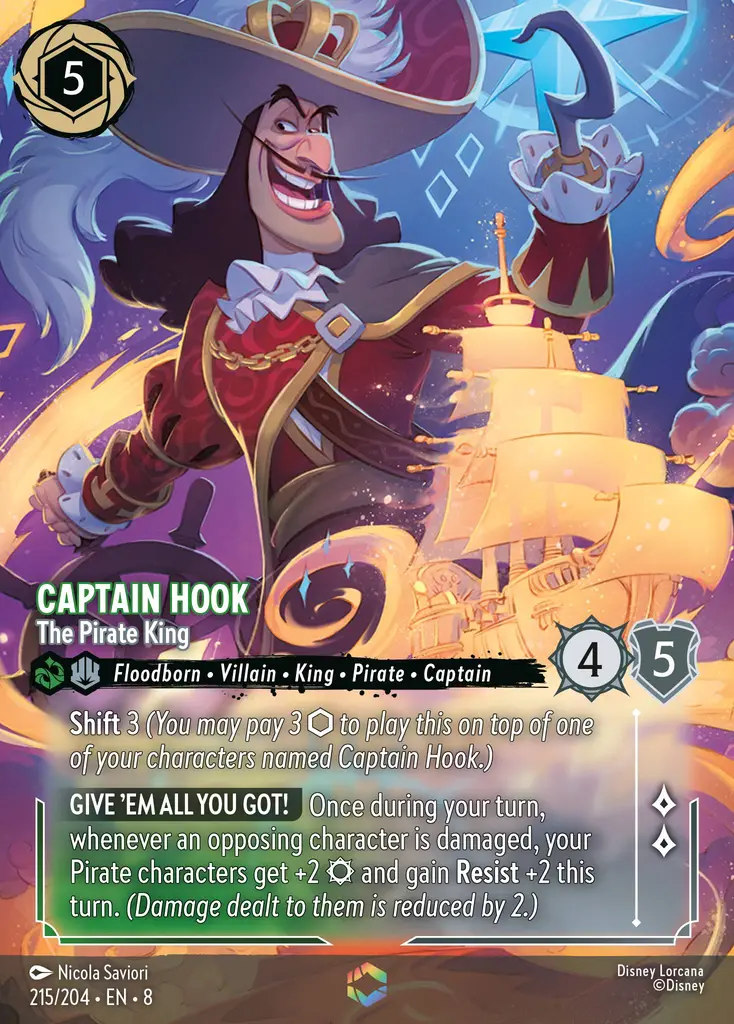 5
CAPTAIN HOOK
The Pirate King
Floodborn • Villain • King • Pirate • Captain
4
5
Shift 3 (You may pay 3 ⬡ to play this on top of one
of your characters named Captain Hook.)
GIVE 'EM ALL YOU GOT! Once during your turn,
whenever an opposing character is damaged, your
Pirate characters get +2 ¤ and gain Resist +2 this
turn. (Damage dealt to them is reduced by 2.)
Nicola Saviori
Disney Lorcana
215/204 • EN • 8
©Disney